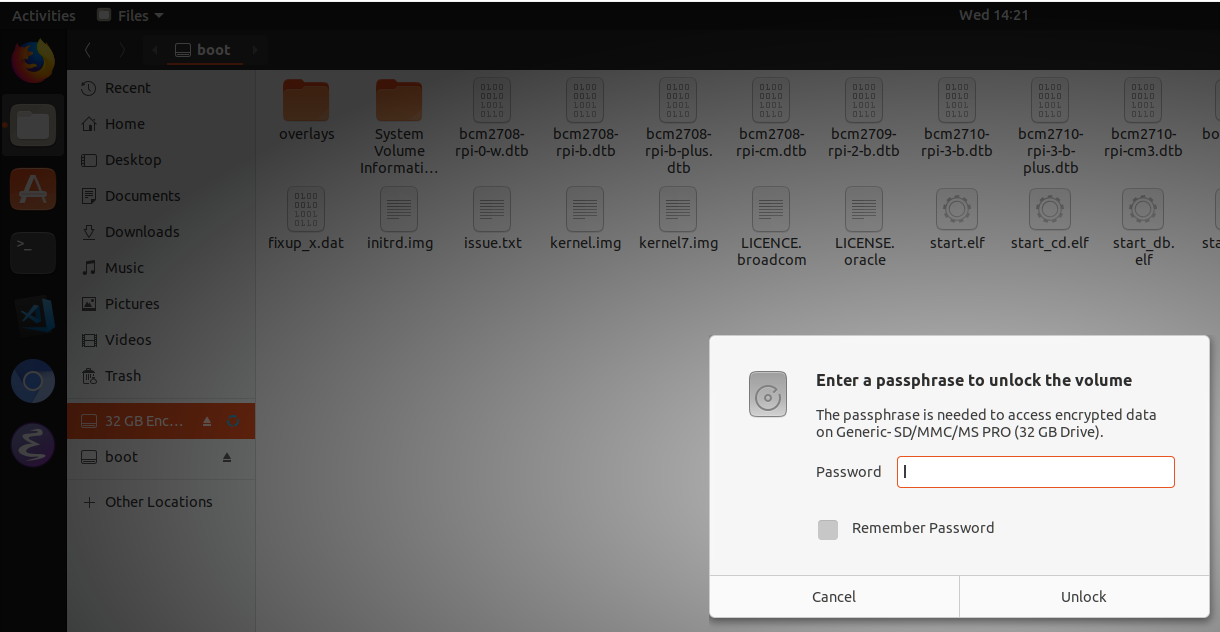 Activities
Files
Wed 14:21
boot
Recent
Home
Desktop
Documents
Downloads
Music
Pictures
Videos
Trash
32 GB Enc...
boot
Other Locations
overlays
System
Volume
Informati...
bcm2708-
rpi-0-w.dtb
bcm2708-
rpi-b.dtb
bcm2708-
rpi-b-plus.
dtb
bcm2708-
rpi-cm.dtb
bcm2709-
rpi-2-b.dtb
bcm2710-
rpi-3-b.dtb
bcm2710-
rpi-3-b-
plus.dtb
bcm2710-
rpi-cm3.dtb
bo
fixup_x.dat
initrd.img
issue.txt
kernel.img
kernel7.img
LICENCE.
broadcom
LICENSE.
oracle
start.elf
start_cd.elf
start_db.
elf
sta
Enter a passphrase to unlock the volume
The passphrase is needed to access encrypted data
on Generic- SD/MMC/MS PRO (32 GB Drive).
Password
Remember Password
Cancel
Unlock